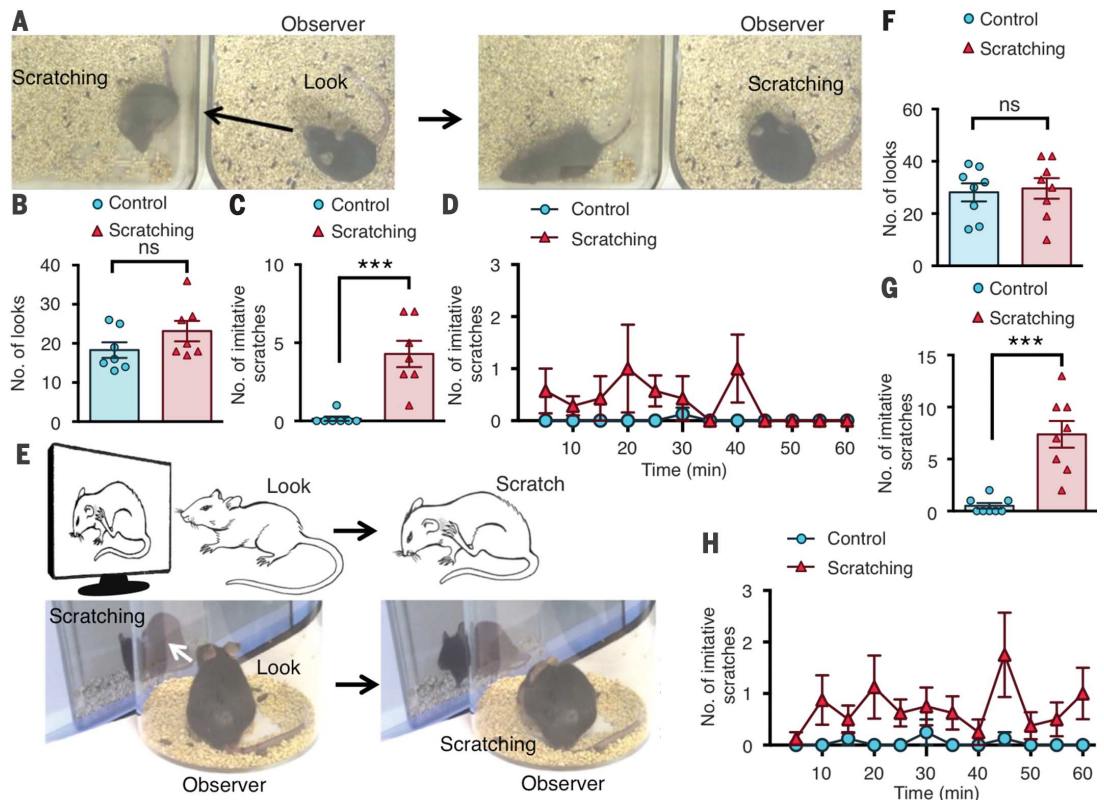 A
Observer
Scratching
Look
Scratching
B
Control
Scratching
ns
No. of looks
40
30
20
10
0
C
Control
Scratching
***
No. of imitative
scratches
10
5
0
D
Control
Scratching
No. of imitative
scratches
3
2
1
0
10 20 30 40 50 60
Time (min)
E
Look
Scratch
Scratching
Look
Observer
Scratching
Observer
F
Control
Scratching
ns
No. of looks
60
40
20
0
G
Control
Scratching
***
No. of imitative
scratches
15
10
5
0
H
Control
Scratching
No. of imitative
scratches
3
2
1
0
10 20 30 40 50 60
Time (min)